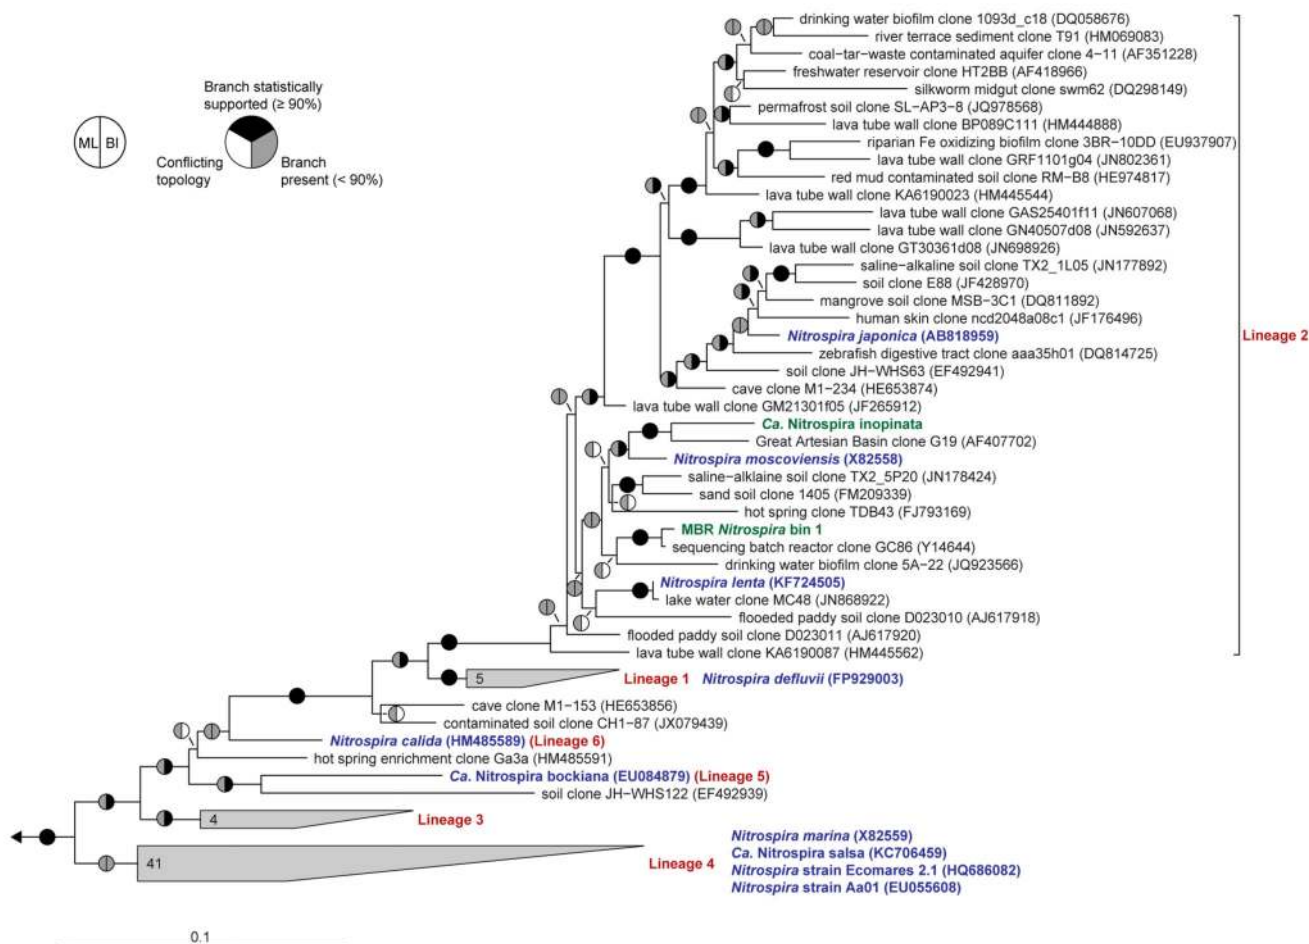 drinking water biofilm clone 1093d_c18 (DQ058676)
river terrace sediment clone T91 (HM069083)
coal−tar−waste contaminated aquifer clone 4−11 (AF351228)
freshwater reservoir clone HT2BB (AF418966)
silkworm midgut clone swm62 (DQ298149)
permafrost soil clone SL−AP3−8 (JQ978568)
lava tube wall clone BP089C111 (HM444888)
riparian Fe oxidizing biofilm clone 3BR−10DD (EU937907)
lava tube wall clone GRF1101g04 (JN802361)
red mud contaminated soil clone RM−B8 (HE974817)
lava tube wall clone KA6190023 (HM445544)
lava tube wall clone GAS25401f11 (JN607068)
lava tube wall clone GN40507d08 (JN592637)
lava tube wall clone GT30361d08 (JN698926)
saline−alkaline soil clone TX2_1L05 (JN177892)
soil clone E88 (JF428970)
mangrove soil clone MSB−3C1 (DQ811892)
human skin clone ncd2048a08c1 (JF176496)
Nitrospira japonica (AB818959)
zebrafish digestive tract clone aaa35h01 (DQ814725)
soil clone JH−WHS63 (EF492941)
cave clone M1−234 (HE653874)
lava tube wall clone GM21301f05 (JF265912)
Ca. Nitrospira inopinata
Great Artesian Basin clone G19 (AF407702)
Nitrospira moscoviensis (X82558)
saline−alklaine soil clone TX2_5P20 (JN178424)
sand soil clone 1405 (FM209339)
hot spring clone TDB43 (FJ793169)
MBR Nitrospira bin 1
sequencing batch reactor clone GC86 (Y14644)
drinking water biofilm clone 5A−22 (JQ923566)
Nitrospira lenta (KF724505)
lake water clone MC48 (JN868922)
flooeded paddy soil clone D023010 (AJ617918)
flooded paddy soil clone D023011 (AJ617920)
lava tube wall clone KA6190087 (HM445562)
Lineage 2
Branch statistically
supported (≥ 90%)
ML BI
Conflicting
topology
Branch
present (< 90%)
5 Lineage 1 Nitrospira defluvii (FP929003)
cave clone M1−153 (HE653856)
contaminated soil clone CH1−87 (JX079439)
Nitrospira calida (HM485589) (Lineage 6)
hot spring enrichment clone Ga3a (HM485591)
Ca. Nitrospira bockiana (EU084879) (Lineage 5)
soil clone JH−WHS122 (EF492939)
4 Lineage 3
41 Lineage 4
Nitrospira marina (X82559)
Ca. Nitrospira salsa (KC706459)
Nitrospira strain Ecomares 2.1 (HQ686082)
Nitrospira strain Aa01 (EU055608)
0.1